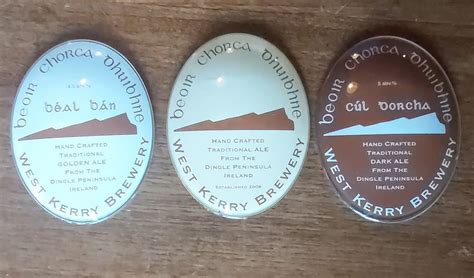 Beoir Chorca Dhuibhne
Béal Bán
Hand Crafted
Traditional
Golden Ale
From The
Dingle Peninsula
Ireland
West Kerry Brewery
Beoir Chorca Dhuibhne
Hand Crafted
Traditional Ale
From The
Dingle Peninsula
Ireland
Established 2008
West Kerry Brewery
Beoir Chorca Dhuibhne
Cúl Dorcha
Hand Crafted
Traditional
Dark Ale
From The
Dingle Peninsula
Ireland
West Kerry Brewery